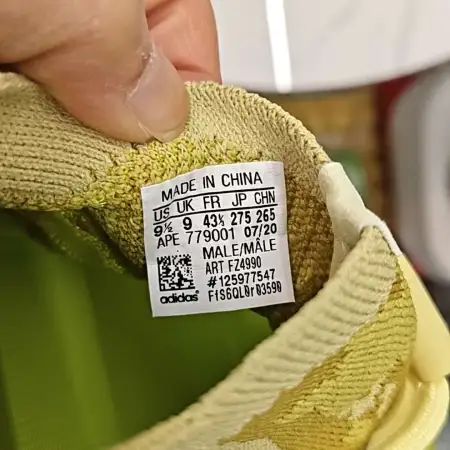 MADE IN CHINA
US UK FR JP CHN
9½ 9 43⅓ 275 265
APE 779001 07/20
MALE/MÂLE
ART FZ4990
#125977547
adidas